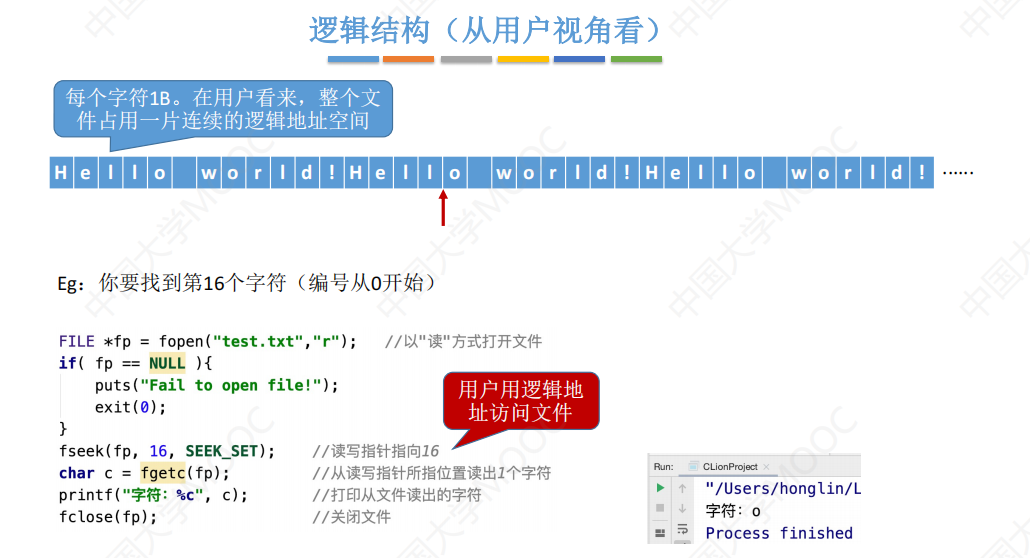 逻辑结构（从用户视角看）
每个字符1B。在用户看来，整个文
件占用一片连续的逻辑地址空间
Hello world!Hello world!Hello world! ……
Eg：你要找到第16个字符（编号从0开始）
FILE *fp = fopen("test.txt","r");   //以"读"方式打开文件
if( fp == NULL ){
    puts("Fail to open file!");
    exit(0);
}
用户用逻辑地
址访问文件
fseek(fp, 16, SEEK_SET);    //读写指针指向16
char c = fgetc(fp);         //从读写指针所指位置读出1个字符
printf("字符：%c", c);       //打印从文件读出的字符
fclose(fp);                 //关闭文件
Run: CLionProject ×
"/Users/honglin/L
字符：o
Process finished
中国大学MOOC